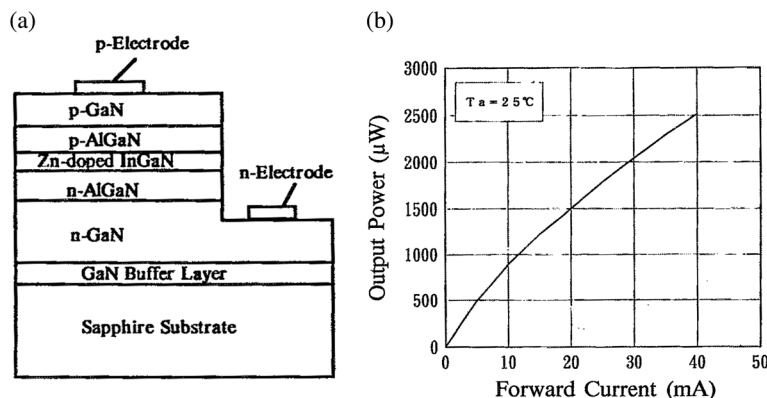 (a)
p-Electrode
p-GaN
p-AlGaN
Zn-doped InGaN
n-AlGaN
n-Electrode
n-GaN
GaN Buffer Layer
Sapphire Substrate
(b)
3000
2500
2000
1500
1000
500
0
Output Power (μW)
Ta=25℃
0 10 20 30 40 50
Forward Current (mA)